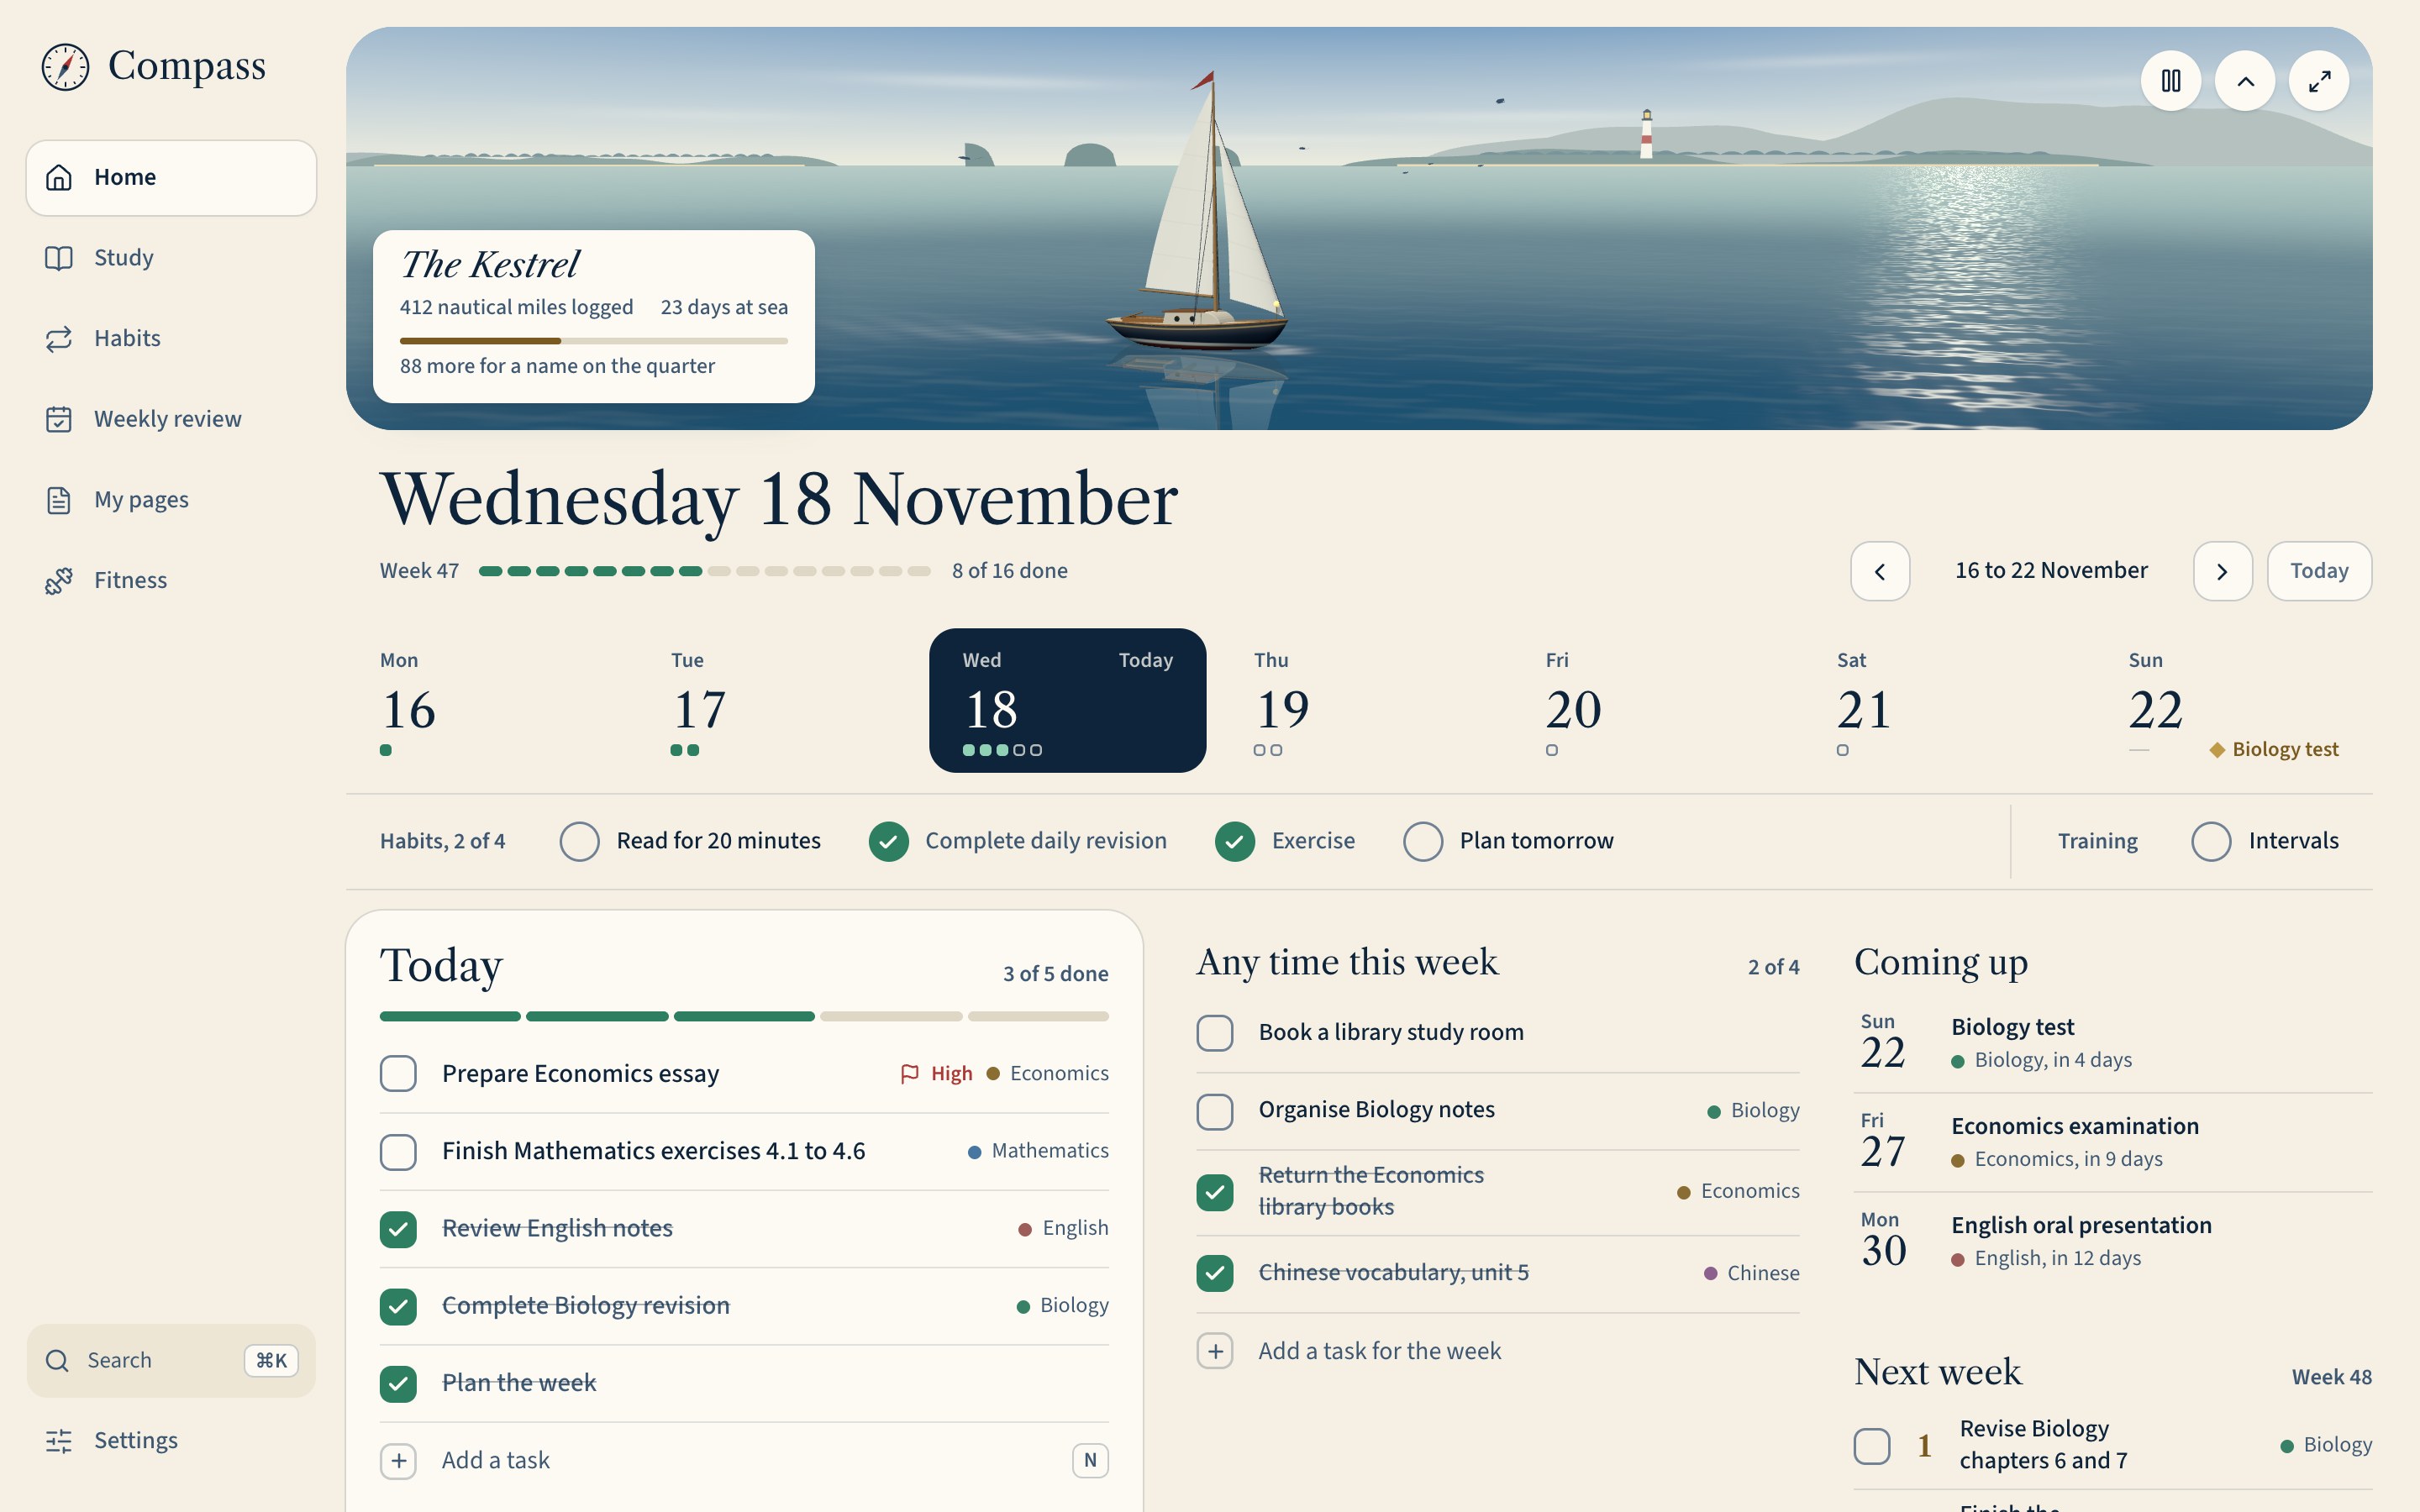 Compass
Home
Study
Habits
Weekly review
My pages
Fitness
Search
⌘K
Settings
The Kestrel
412 nautical miles logged
23 days at sea
88 more for a name on the quarter
Wednesday 18 November
Week 47
8 of 16 done
16 to 22 November
Today
Mon
16
Tue
17
Wed
Today
18
Thu
19
Fri
20
Sat
21
Sun
22
Biology test
Habits, 2 of 4
Read for 20 minutes
Complete daily revision
Exercise
Plan tomorrow
Training
Intervals
Today
3 of 5 done
Prepare Economics essay
High
Economics
Finish Mathematics exercises 4.1 to 4.6
Mathematics
Review English notes
English
Complete Biology revision
Biology
Plan the week
Add a task
N
Any time this week
2 of 4
Book a library study room
Organise Biology notes
Biology
Return the Economics
library books
Economics
Chinese vocabulary, unit 5
Chinese
Add a task for the week
Coming up
Sun
22
Biology test
Biology, in 4 days
Fri
27
Economics examination
Economics, in 9 days
Mon
30
English oral presentation
English, in 12 days
Next week
Week 48
1
Revise Biology
chapters 6 and 7
Biology
Finish the